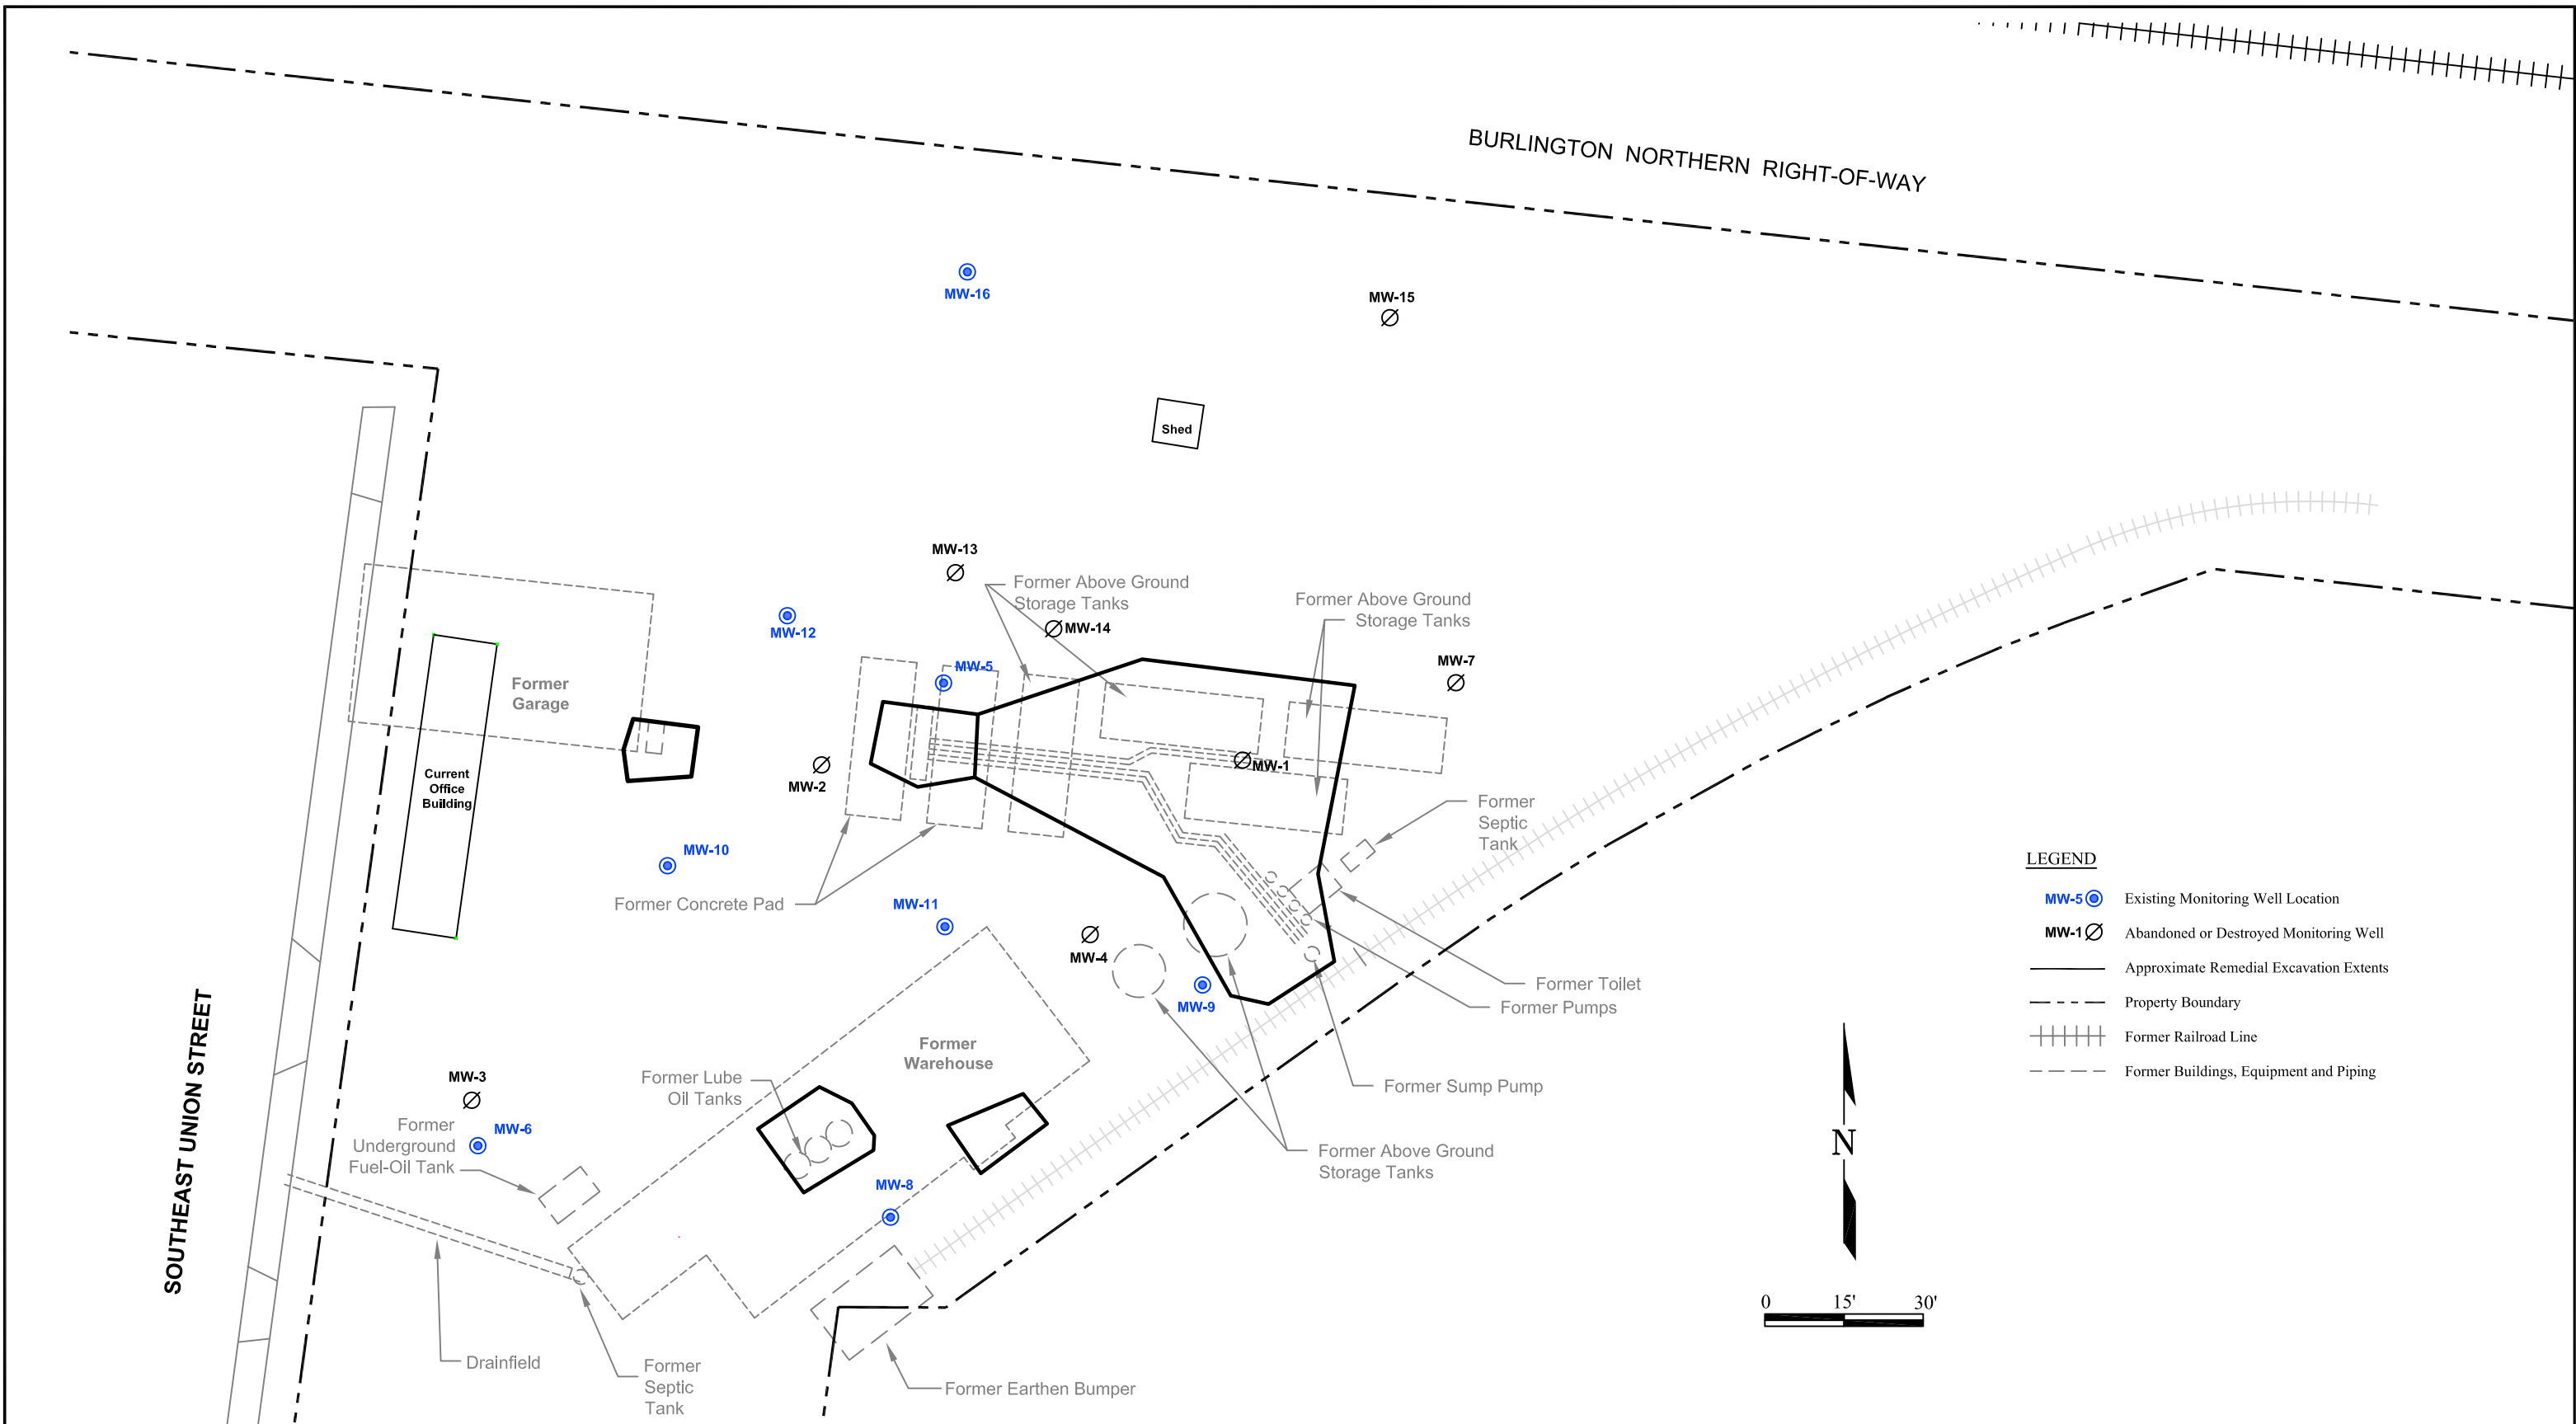 BURLINGTON NORTHERN RIGHT-OF-WAY
MW-16
MW-15
Shed
MW-13
Former Above Ground
Storage Tanks
Former Above Ground
Storage Tanks
MW-12
MW-14
MW-5
MW-7
Former
Garage
MW-1
MW-2
Current
Office
Building
Former
Septic
Tank
MW-10
Former Concrete Pad
MW-11
MW-4
MW-9
Former Toilet
Former Pumps
Former
Warehouse
Former Sump Pump
MW-3
Former Lube
Oil Tanks
MW-6
Former
Underground
Fuel-Oil Tank
Former Above Ground
Storage Tanks
MW-8
SOUTHEAST UNION STREET
Drainfield
Former
Septic
Tank
Former Earthen Bumper
LEGEND
MW-5 Existing Monitoring Well Location
MW-1 Abandoned or Destroyed Monitoring Well
Approximate Remedial Excavation Extents
Property Boundary
Former Railroad Line
Former Buildings, Equipment and Piping
N
0 15' 30'